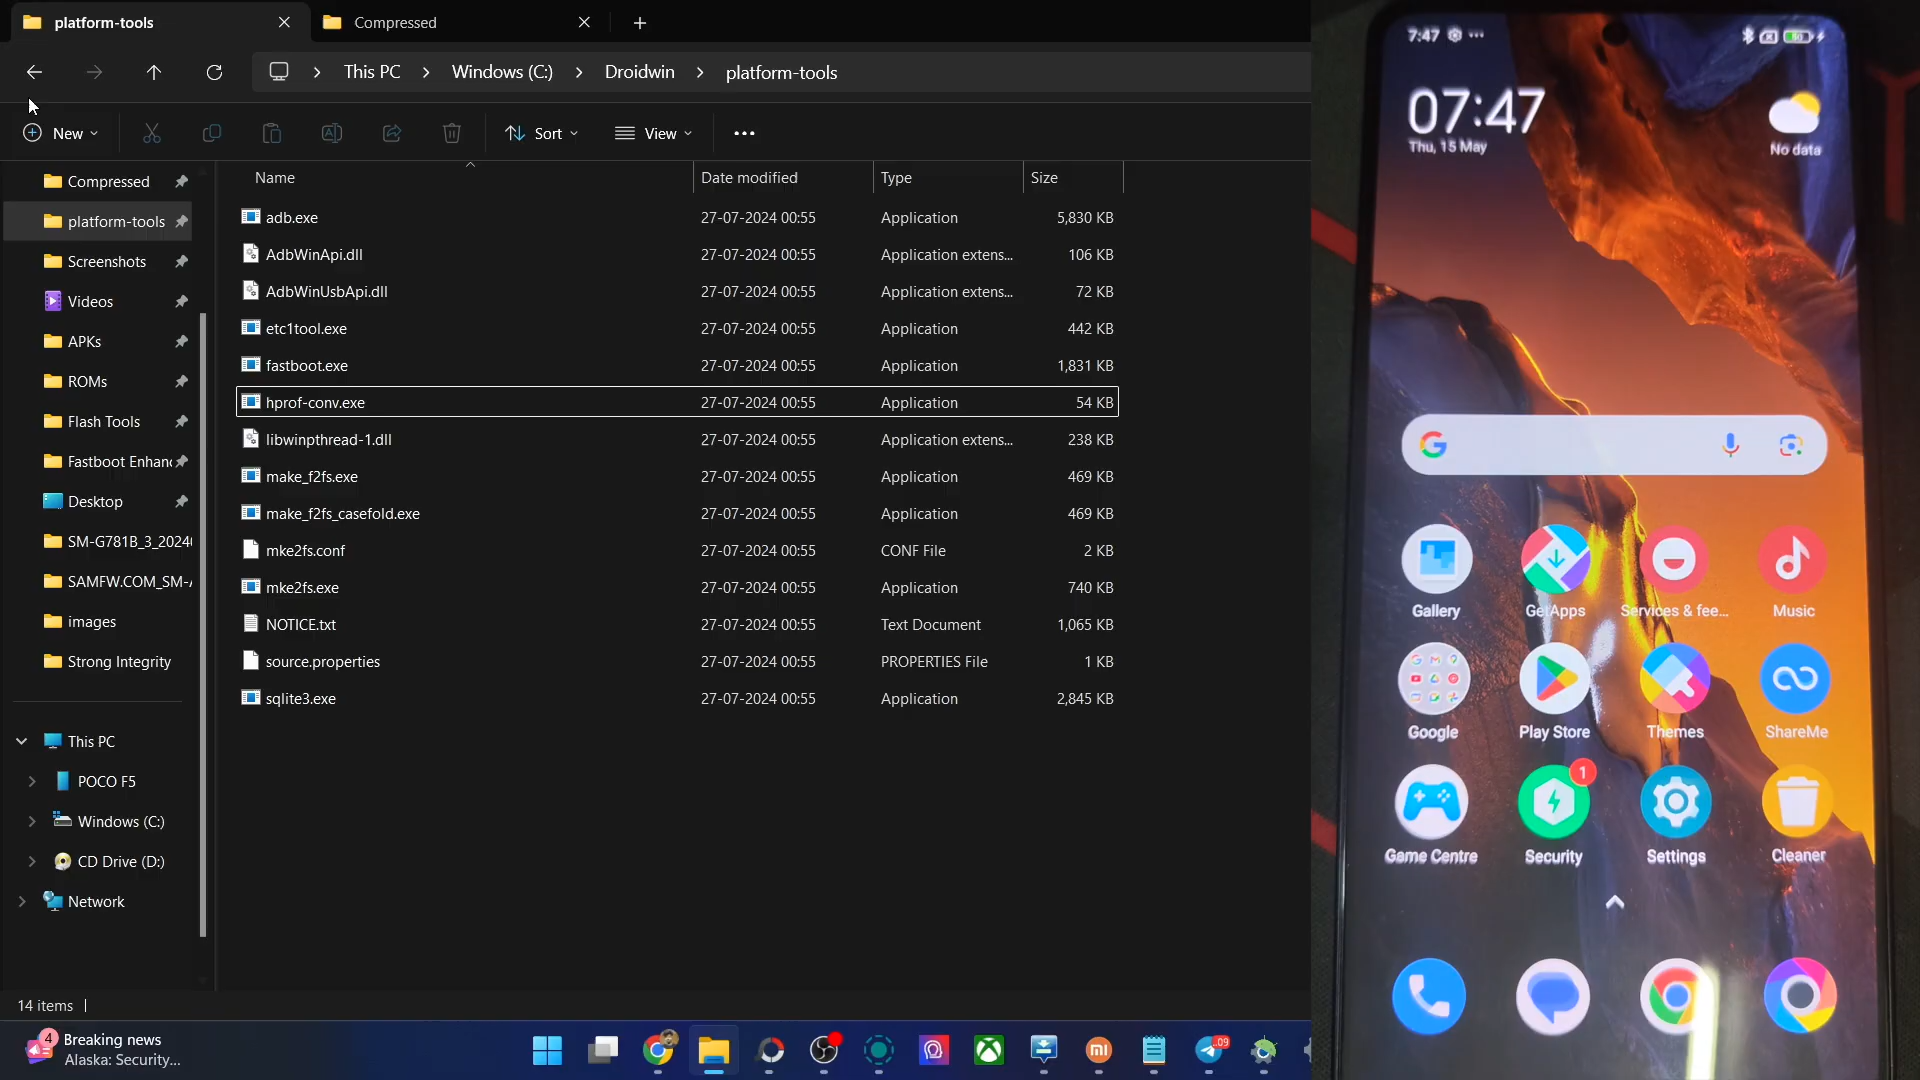 platform-tools
Compressed
This PC > Windows (C:) > Droidwin > platform-tools
New
Sort
View
Name
Date modified
Type
Size
Compressed
platform-tools
Screenshots
Videos
APKs
ROMs
Flash Tools
Fastboot Enhanc
Desktop
SM-G781B_3_2024
SAMFW.COM_SM-
images
Strong Integrity
This PC
POCO F5
Windows (C:)
CD Drive (D:)
Network
adb.exe 27-07-2024 00:55 Application 5,830 KB
AdbWinApi.dll 27-07-2024 00:55 Application extens... 106 KB
AdbWinUsbApi.dll 27-07-2024 00:55 Application extens... 72 KB
etc1tool.exe 27-07-2024 00:55 Application 442 KB
fastboot.exe 27-07-2024 00:55 Application 1,831 KB
hprof-conv.exe 27-07-2024 00:55 Application 54 KB
libwinpthread-1.dll 27-07-2024 00:55 Application extens... 238 KB
make_f2fs.exe 27-07-2024 00:55 Application 469 KB
make_f2fs_casefold.exe 27-07-2024 00:55 Application 469 KB
mke2fs.conf 27-07-2024 00:55 CONF File 2 KB
mke2fs.exe 27-07-2024 00:55 Application 740 KB
NOTICE.txt 27-07-2024 00:55 Text Document 1,065 KB
source.properties 27-07-2024 00:55 PROPERTIES File 1 KB
sqlite3.exe 27-07-2024 00:55 Application 2,845 KB
14 items
4
Breaking news
Alaska: Security...
mi
09
7:47
07:47
Thu, 15 May
No data
Gallery
GetApps
Services & fee...
Music
Google
Play Store
Themes
ShareMe
1
Game Centre
Security
Settings
Cleaner